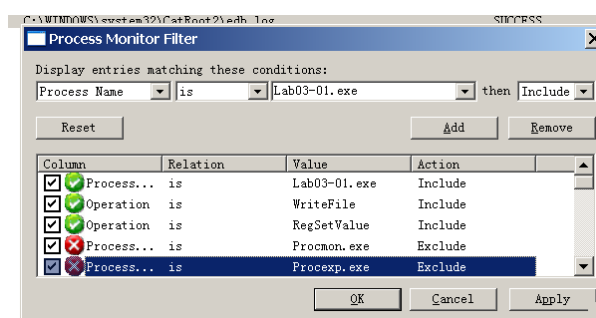 C:\WINDOWS\system32\CatRoot2\edb.log SUCCESS
Process Monitor Filter
Display entries matching these conditions:
Process Name is Lab03-01.exe then Include
Reset Add Remove
Column Relation Value Action
Process... is Lab03-01.exe Include
Operation is WriteFile Include
Operation is RegSetValue Include
Process... is Procmon.exe Exclude
Process... is Procexp.exe Exclude
OK Cancel Apply